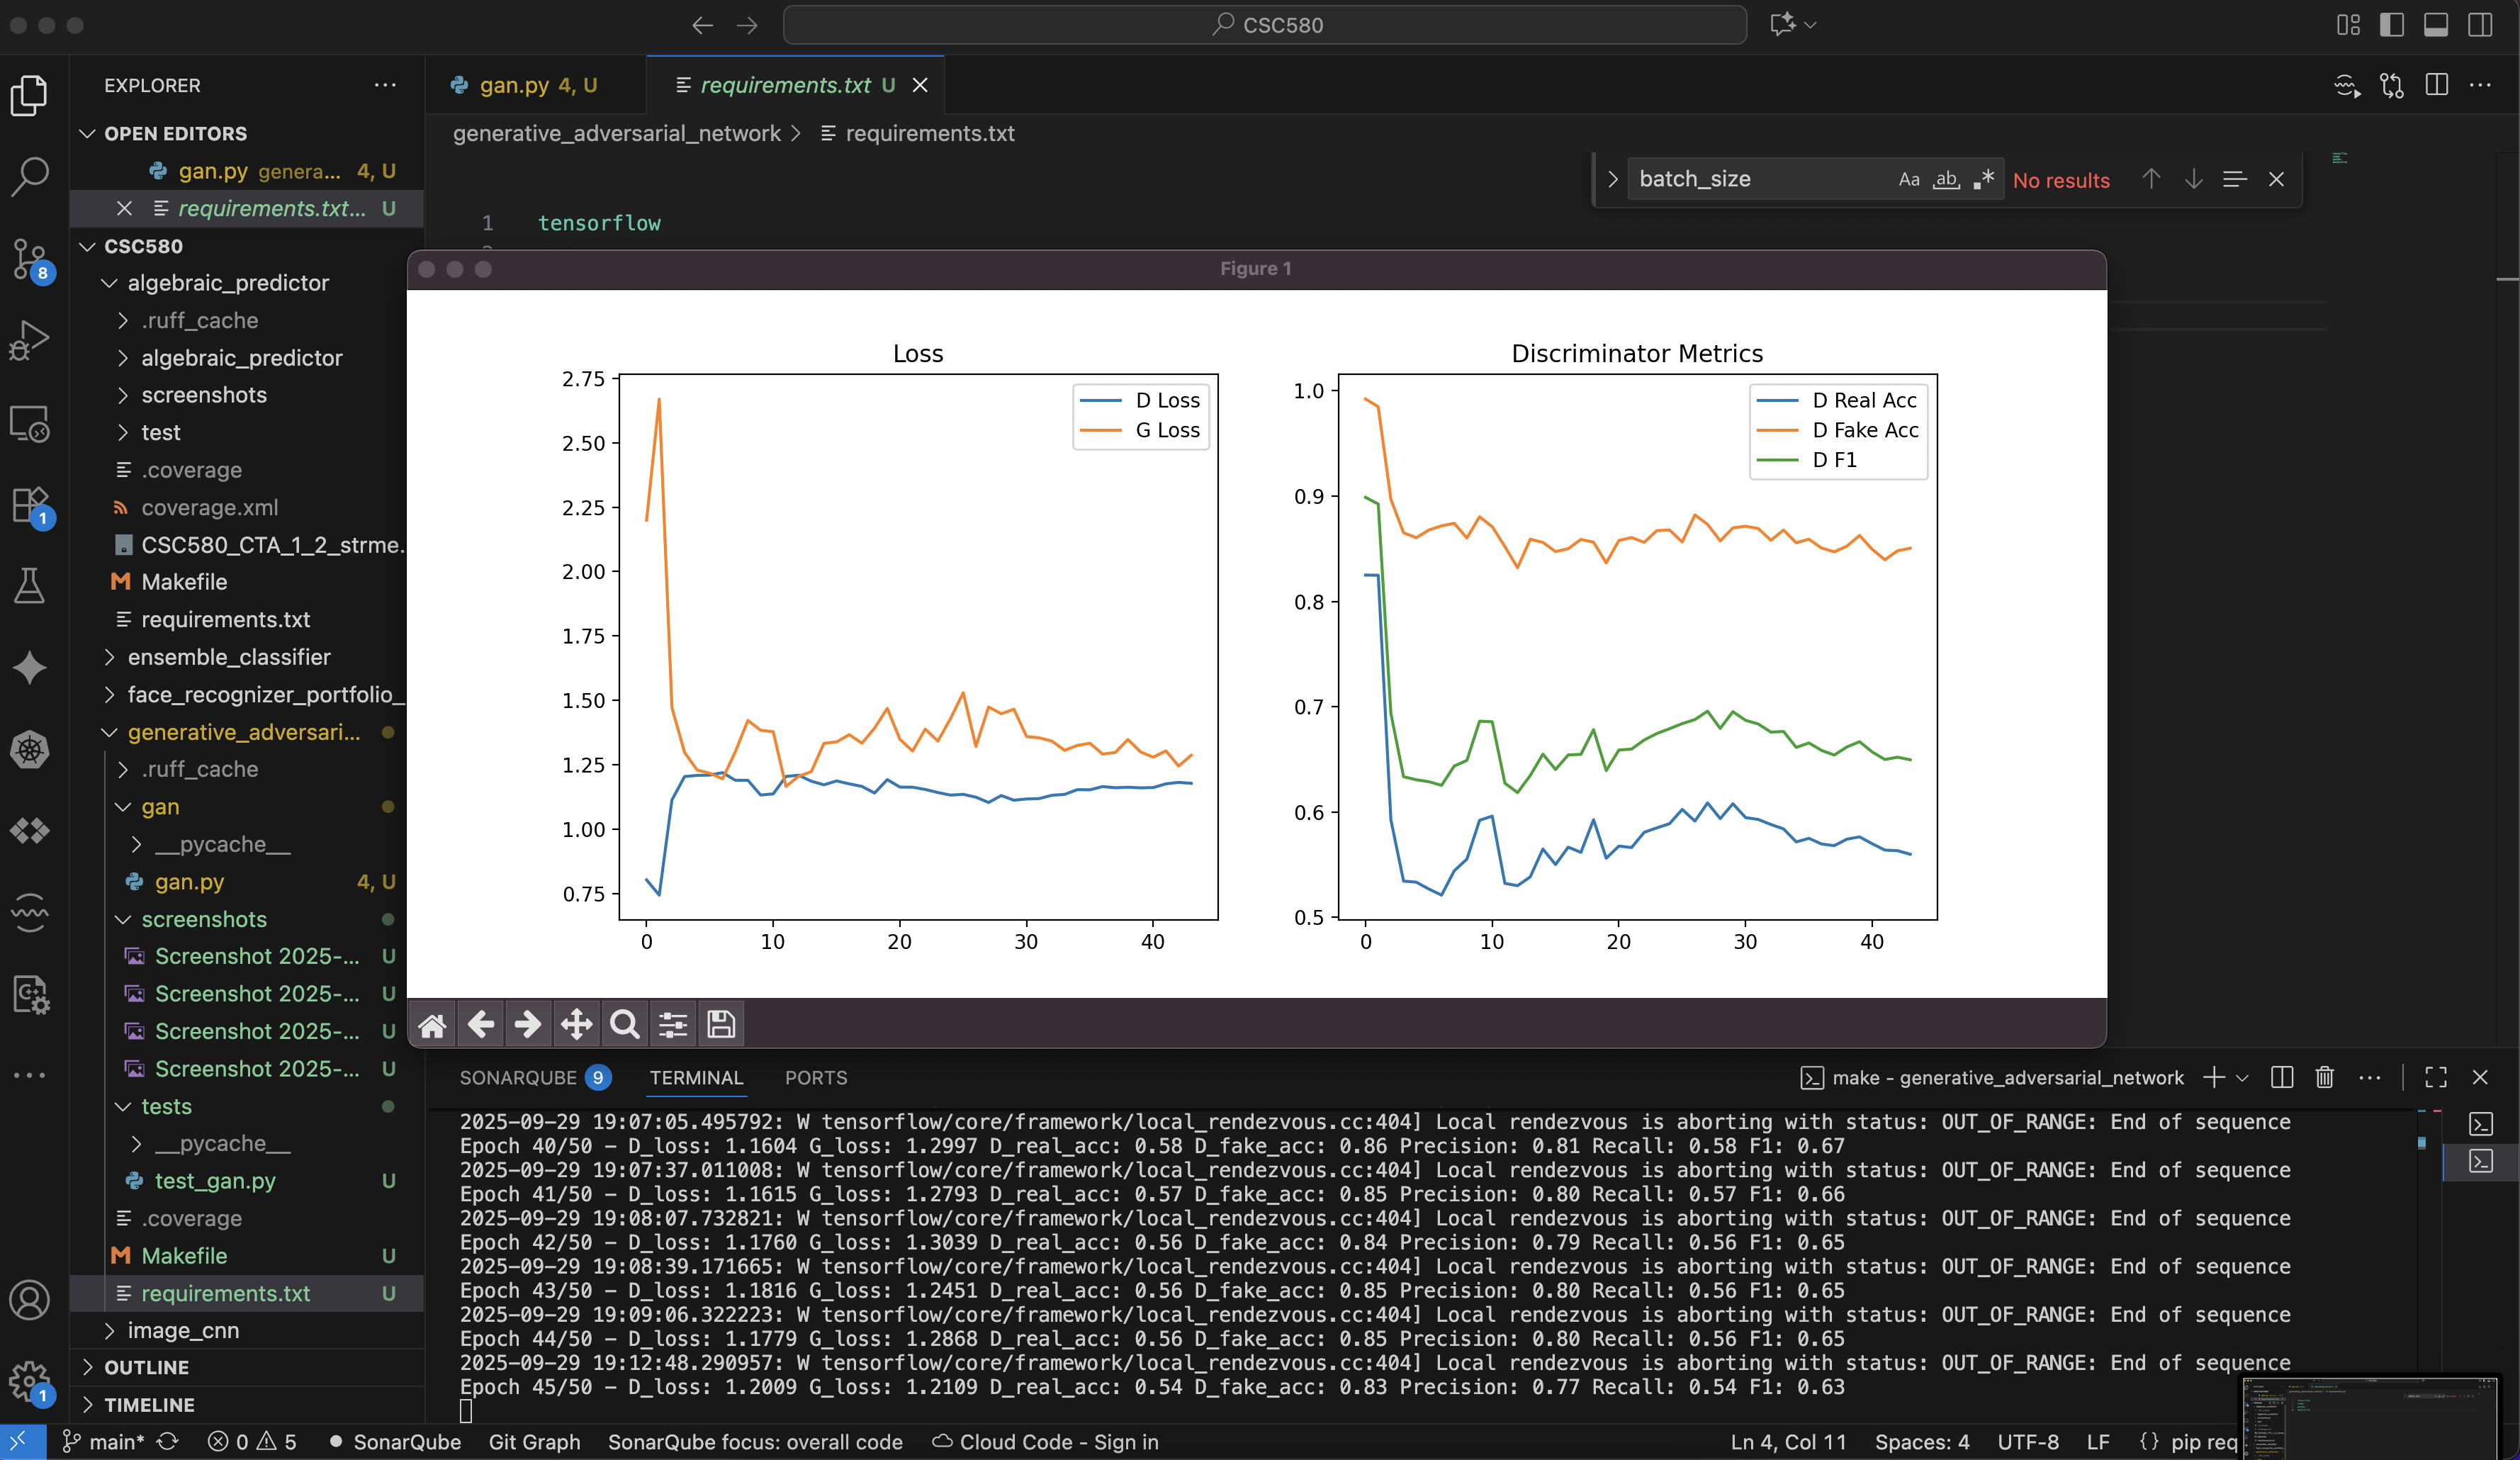 CSC580
EXPLORER
OPEN EDITORS
gan.py genera... 4, U
requirements.txt... U
CSC580
algebraic_predictor
.ruff_cache
algebraic_predictor
screenshots
test
.coverage
coverage.xml
CSC580_CTA_1_2_strme.
Makefile
requirements.txt
ensemble_classifier
face_recognizer_portfolio_
generative_adversari...
.ruff_cache
gan
__pycache__
gan.py 4, U
screenshots
Screenshot 2025-... U
Screenshot 2025-... U
Screenshot 2025-... U
Screenshot 2025-... U
tests
__pycache__
test_gan.py U
.coverage
Makefile U
requirements.txt U
image_cnn
OUTLINE
TIMELINE
8
1
1
gan.py 4, U
requirements.txt U
generative_adversarial_network > requirements.txt
batch_size Aa ab No results
1 tensorflow
Figure 1
Loss
D Loss
G Loss
2.75
2.50
2.25
2.00
1.75
1.50
1.25
1.00
0.75
0 10 20 30 40
Discriminator Metrics
D Real Acc
D Fake Acc
D F1
1.0
0.9
0.8
0.7
0.6
0.5
0 10 20 30 40
SONARQUBE 9 TERMINAL PORTS
make - generative_adversarial_network
2025-09-29 19:07:05.495792: W tensorflow/core/framework/local_rendezvous.cc:404] Local rendezvous is aborting with status: OUT_OF_RANGE: End of sequence
Epoch 40/50 - D_loss: 1.1604 G_loss: 1.2997 D_real_acc: 0.58 D_fake_acc: 0.86 Precision: 0.81 Recall: 0.58 F1: 0.67
2025-09-29 19:07:37.011008: W tensorflow/core/framework/local_rendezvous.cc:404] Local rendezvous is aborting with status: OUT_OF_RANGE: End of sequence
Epoch 41/50 - D_loss: 1.1615 G_loss: 1.2793 D_real_acc: 0.57 D_fake_acc: 0.85 Precision: 0.80 Recall: 0.57 F1: 0.66
2025-09-29 19:08:07.732821: W tensorflow/core/framework/local_rendezvous.cc:404] Local rendezvous is aborting with status: OUT_OF_RANGE: End of sequence
Epoch 42/50 - D_loss: 1.1760 G_loss: 1.3039 D_real_acc: 0.56 D_fake_acc: 0.84 Precision: 0.79 Recall: 0.56 F1: 0.65
2025-09-29 19:08:39.171665: W tensorflow/core/framework/local_rendezvous.cc:404] Local rendezvous is aborting with status: OUT_OF_RANGE: End of sequence
Epoch 43/50 - D_loss: 1.1816 G_loss: 1.2451 D_real_acc: 0.56 D_fake_acc: 0.85 Precision: 0.80 Recall: 0.56 F1: 0.65
2025-09-29 19:09:06.322223: W tensorflow/core/framework/local_rendezvous.cc:404] Local rendezvous is aborting with status: OUT_OF_RANGE: End of sequence
Epoch 44/50 - D_loss: 1.1779 G_loss: 1.2868 D_real_acc: 0.56 D_fake_acc: 0.85 Precision: 0.80 Recall: 0.56 F1: 0.65
2025-09-29 19:12:48.290957: W tensorflow/core/framework/local_rendezvous.cc:404] Local rendezvous is aborting with status: OUT_OF_RANGE: End of sequence
Epoch 45/50 - D_loss: 1.2009 G_loss: 1.2109 D_real_acc: 0.54 D_fake_acc: 0.83 Precision: 0.77 Recall: 0.54 F1: 0.63
main* 0 5 SonarQube Git Graph SonarQube focus: overall code Cloud Code - Sign in Ln 4, Col 11 Spaces: 4 UTF-8 LF {} pip req